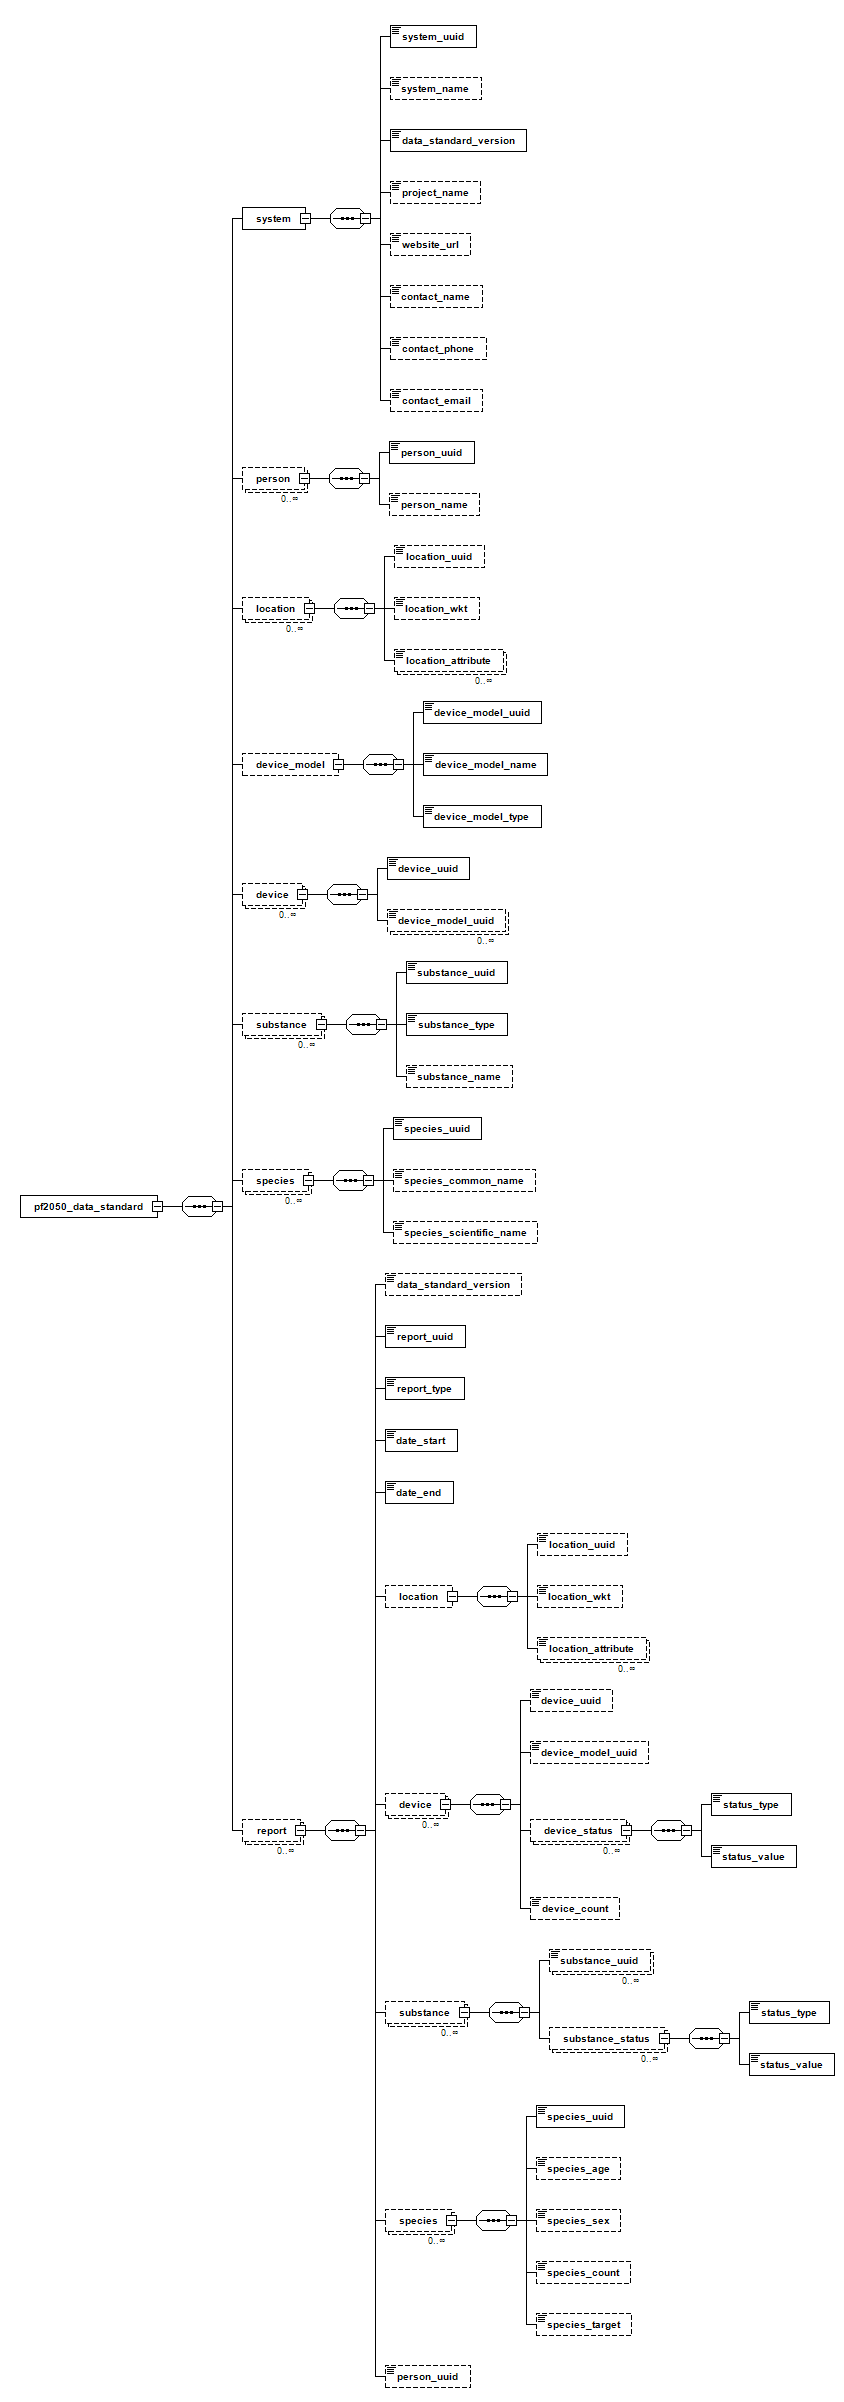 system_uuid
system_name
data_standard_version
project_name
system
website_url
contact_name
contact_phone
contact_email
person_uuid
person
0..∞
person_name
location_uuid
location
0..∞
location_wkt
location_attribute
0..∞
device_model_uuid
device_model
device_model_name
device_model_type
device_uuid
device
0..∞
device_model_uuid
0..∞
substance_uuid
substance
0..∞
substance_type
substance_name
species_uuid
species
0..∞
species_common_name
species_scientific_name
pf2050_data_standard
data_standard_version
report_uuid
report_type
date_start
date_end
location_uuid
location
location_wkt
location_attribute
0..∞
device_uuid
device_model_uuid
device
0..∞
status_type
device_status
0..∞
status_value
report
0..∞
device_count
substance_uuid
0..∞
substance
0..∞
status_type
substance_status
0..∞
status_value
species_uuid
species_age
species
0..∞
species_sex
species_count
species_target
person_uuid